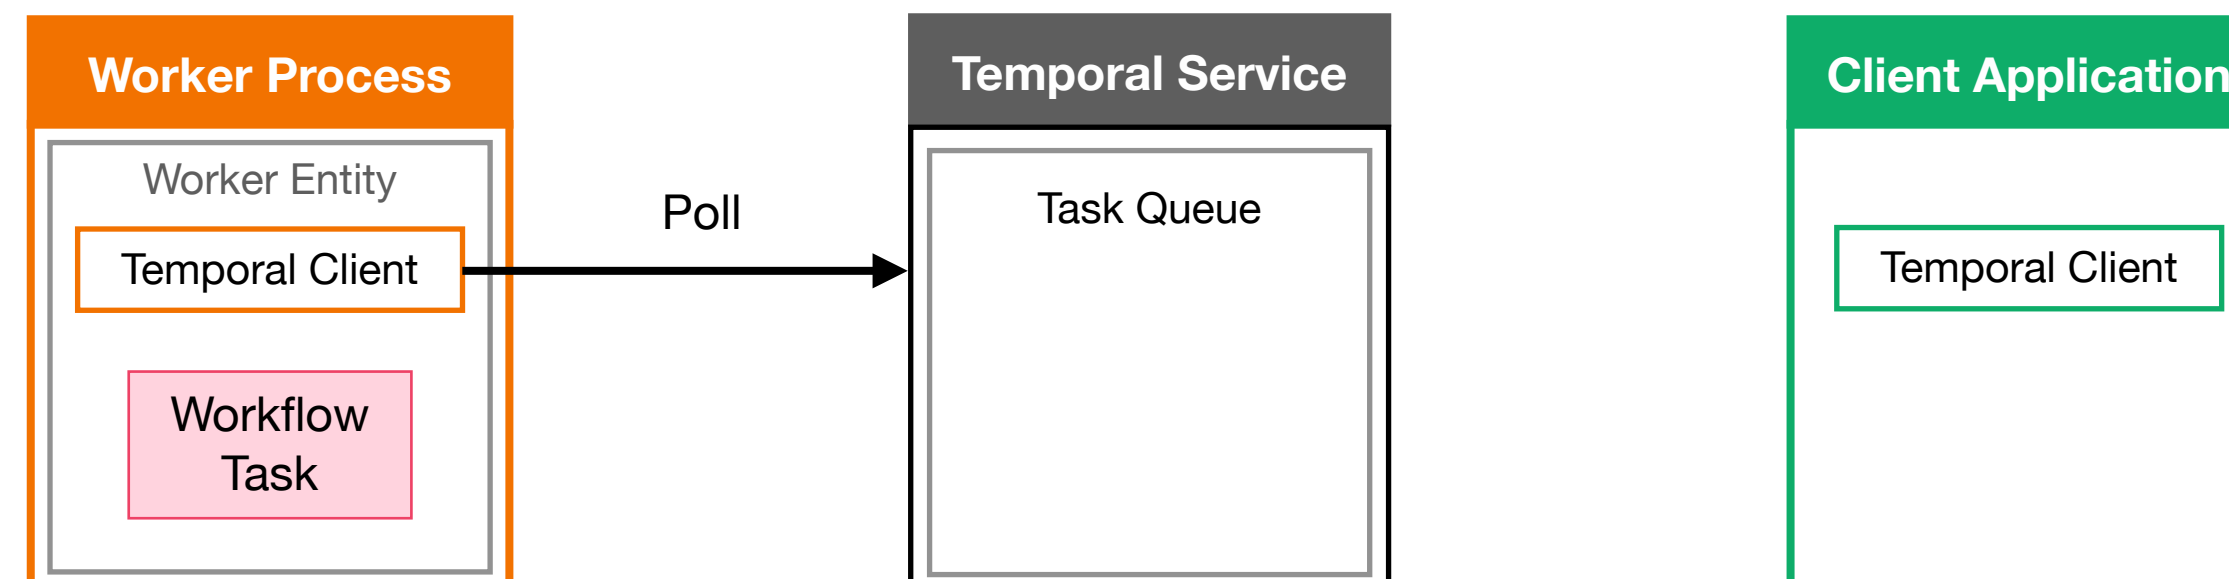 Worker Process
Worker Entity
Temporal Client
Workflow
Task
Poll
Temporal Service
Task Queue
Client Application
Temporal Client